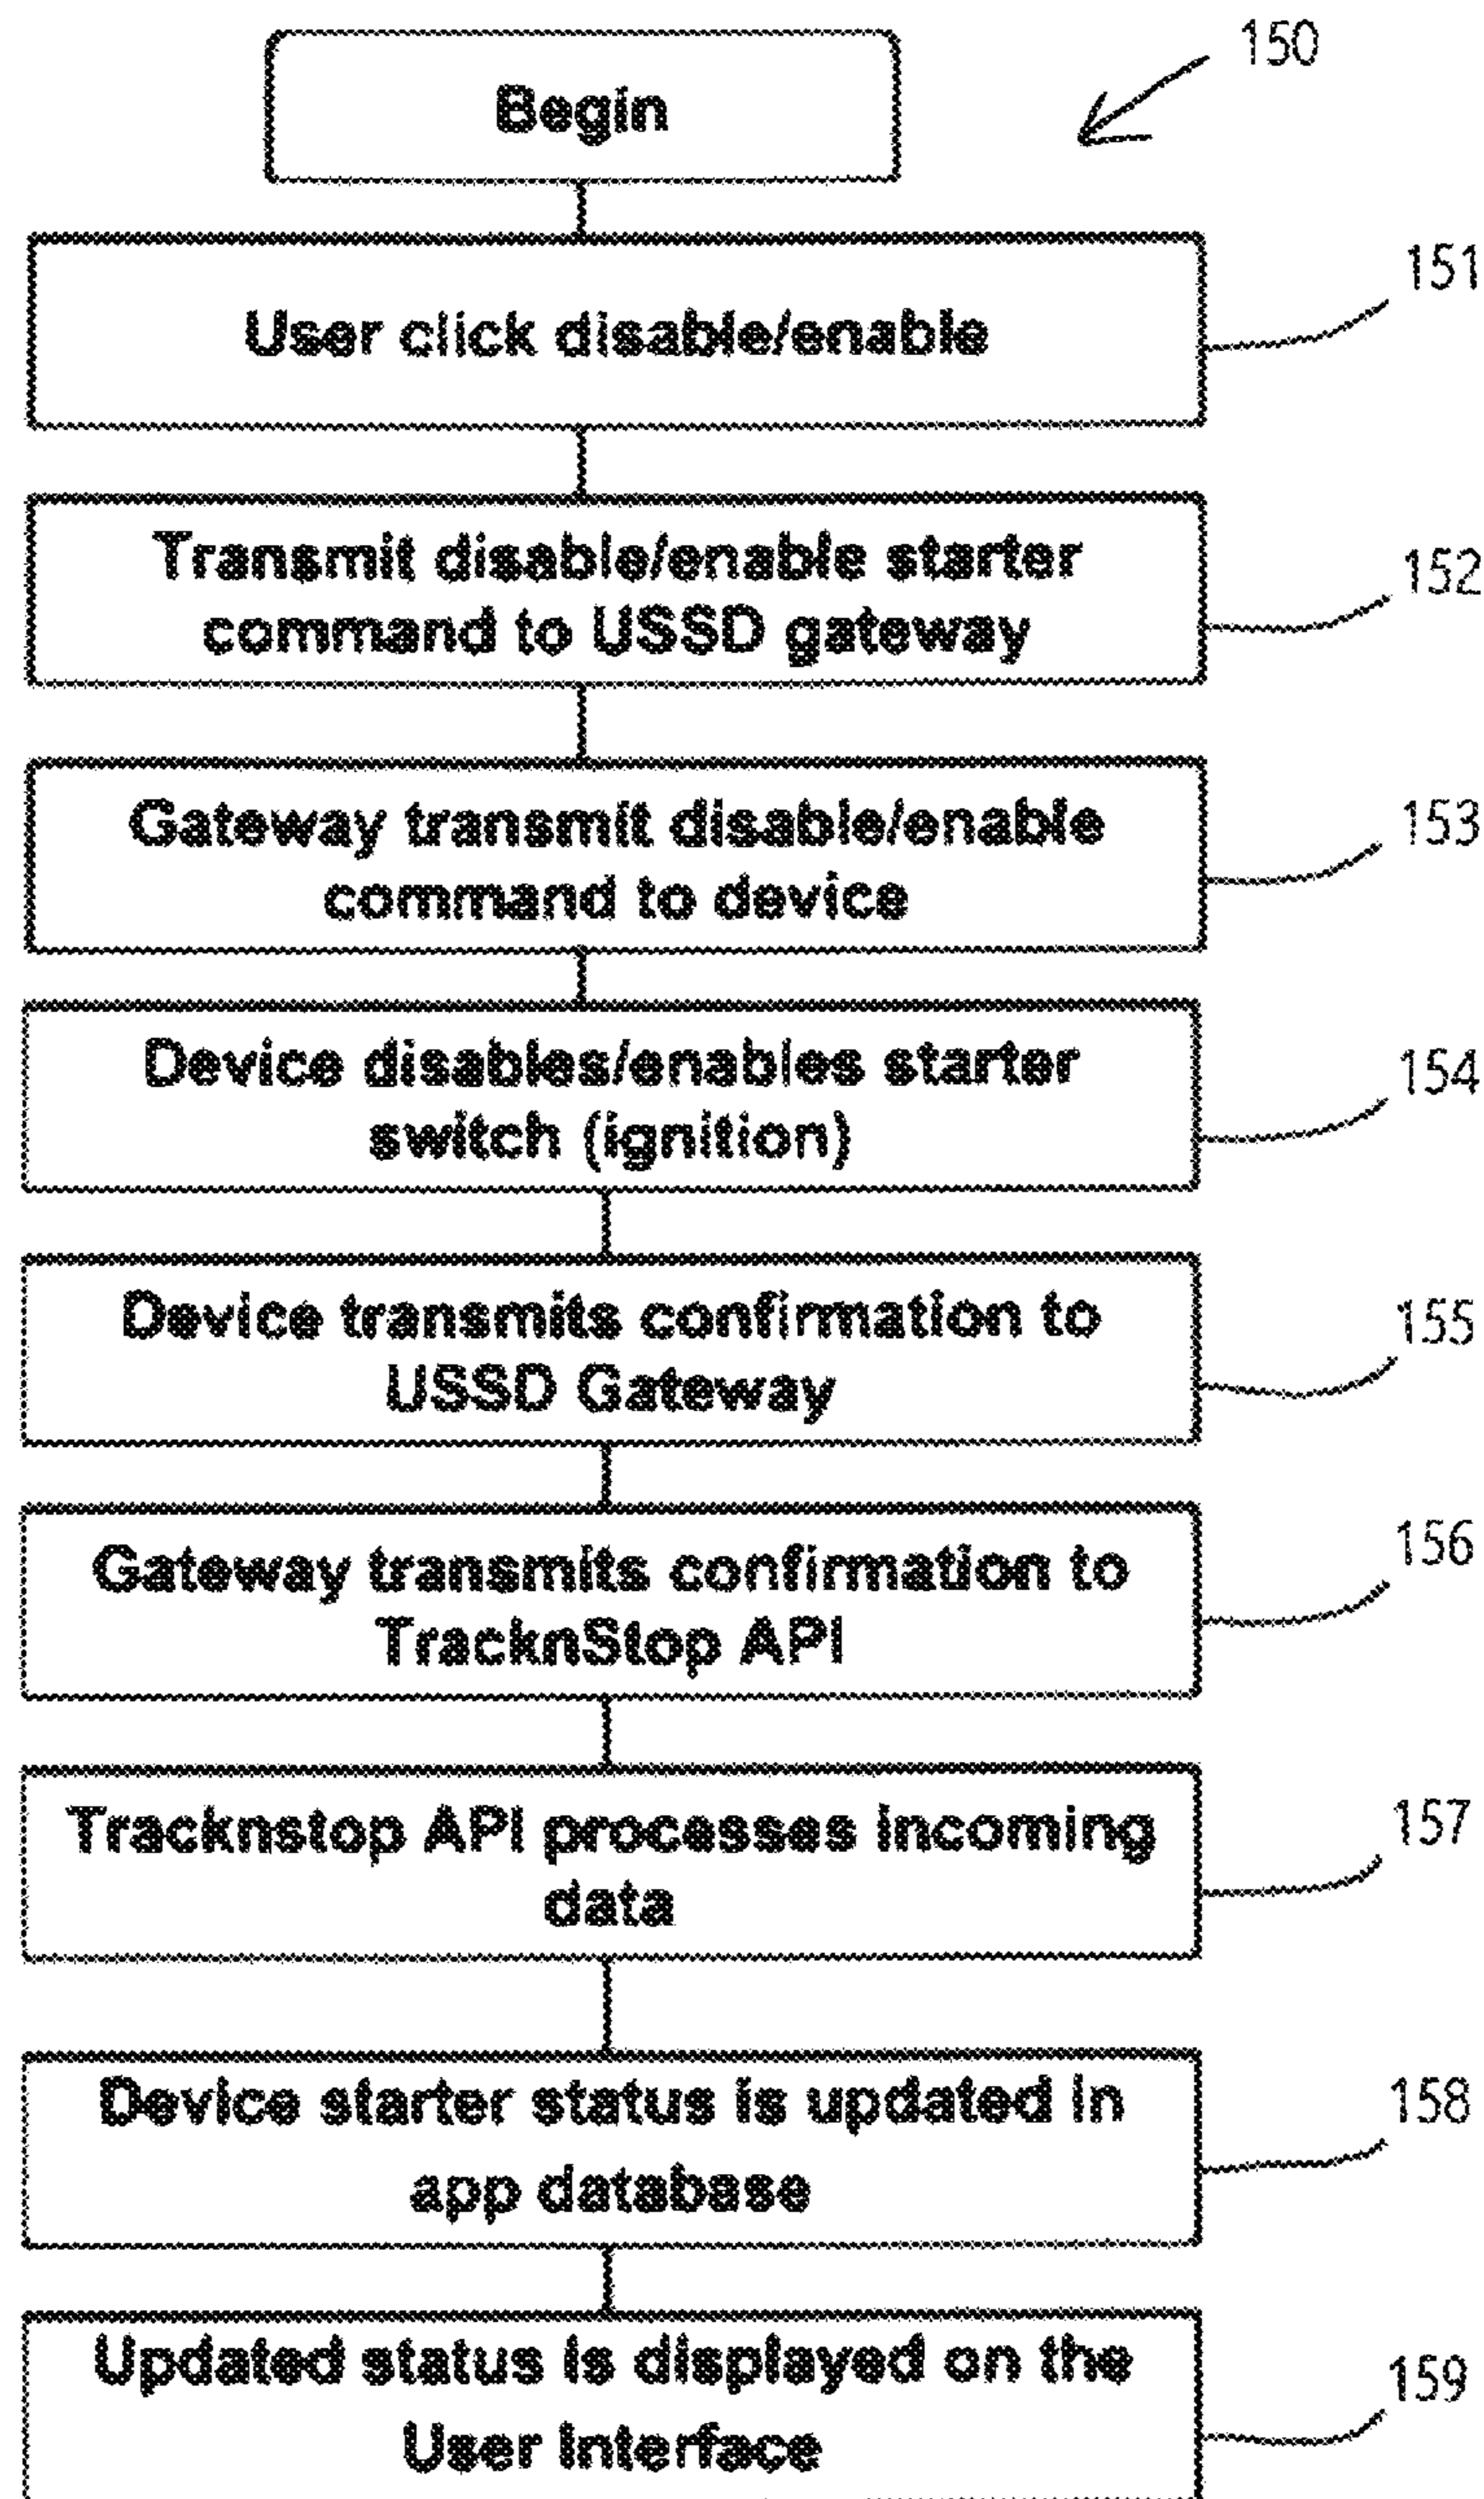 150
Begin
User click disable/enable
151
Transmit disable/enable starter
command to USSD gateway
152
Gateway transmit disable/enable
command to device
153
Device disables/enables starter
switch (ignition)
154
Device transmits confirmation to
USSD Gateway
155
Gateway transmits confirmation to
TracknStop API
156
Tracknstop API processes incoming
data
157
Device starter status is updated in
app database
158
Updated status is displayed on the
User Interface
159